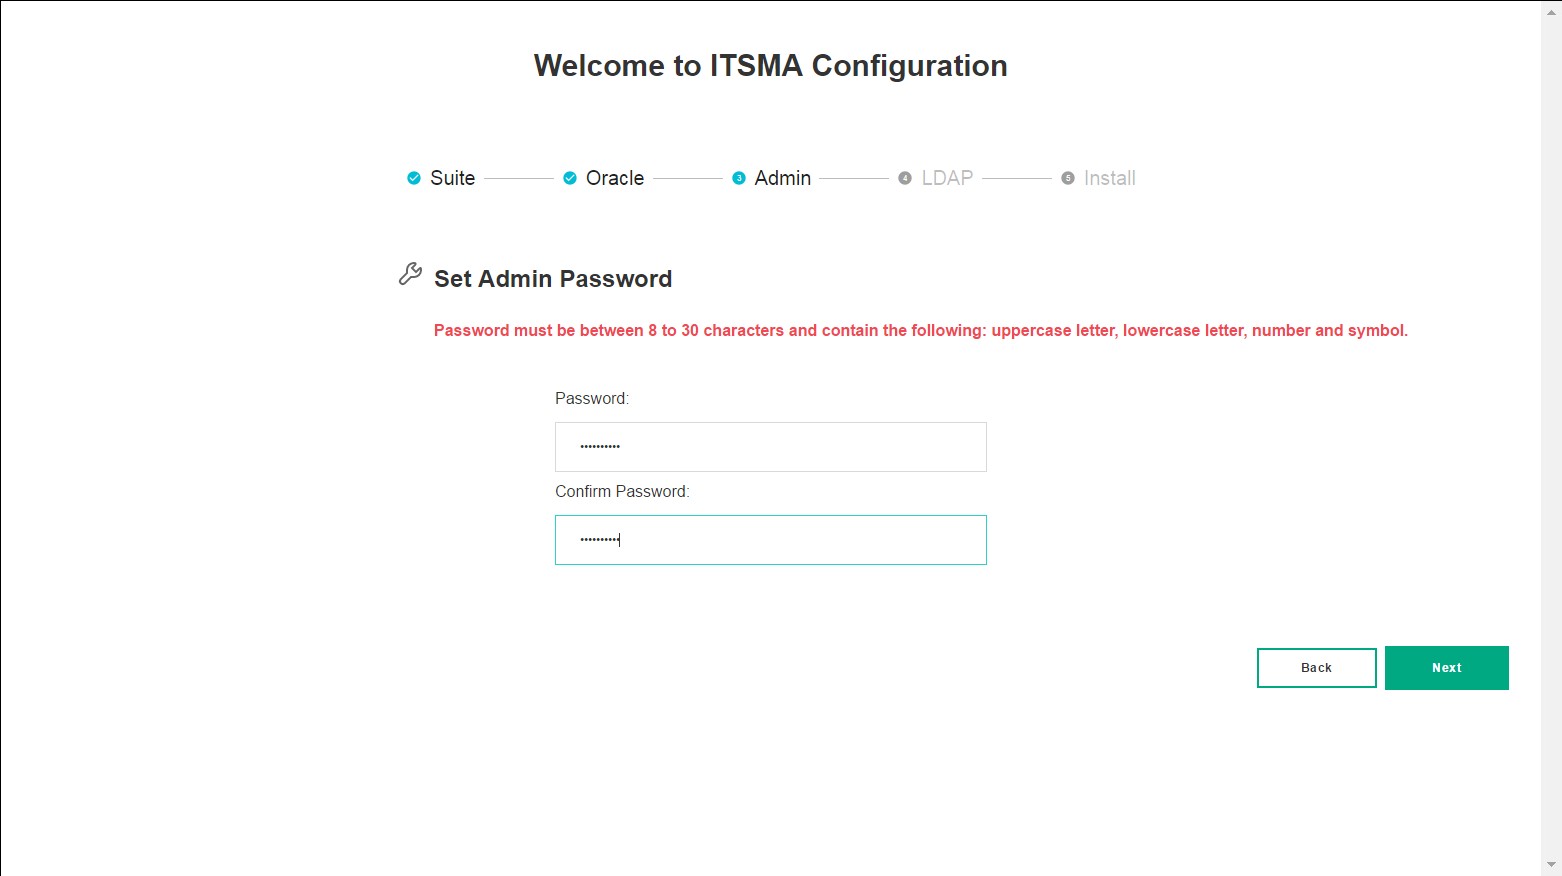 Welcome to ITSMA Configuration
Suite Oracle 3 Admin 4 LDAP 5 Install
Set Admin Password
Password must be between 8 to 30 characters and contain the following: uppercase letter, lowercase letter, number and symbol.
Password:
••••••••••
Confirm Password:
••••••••••
Back Next